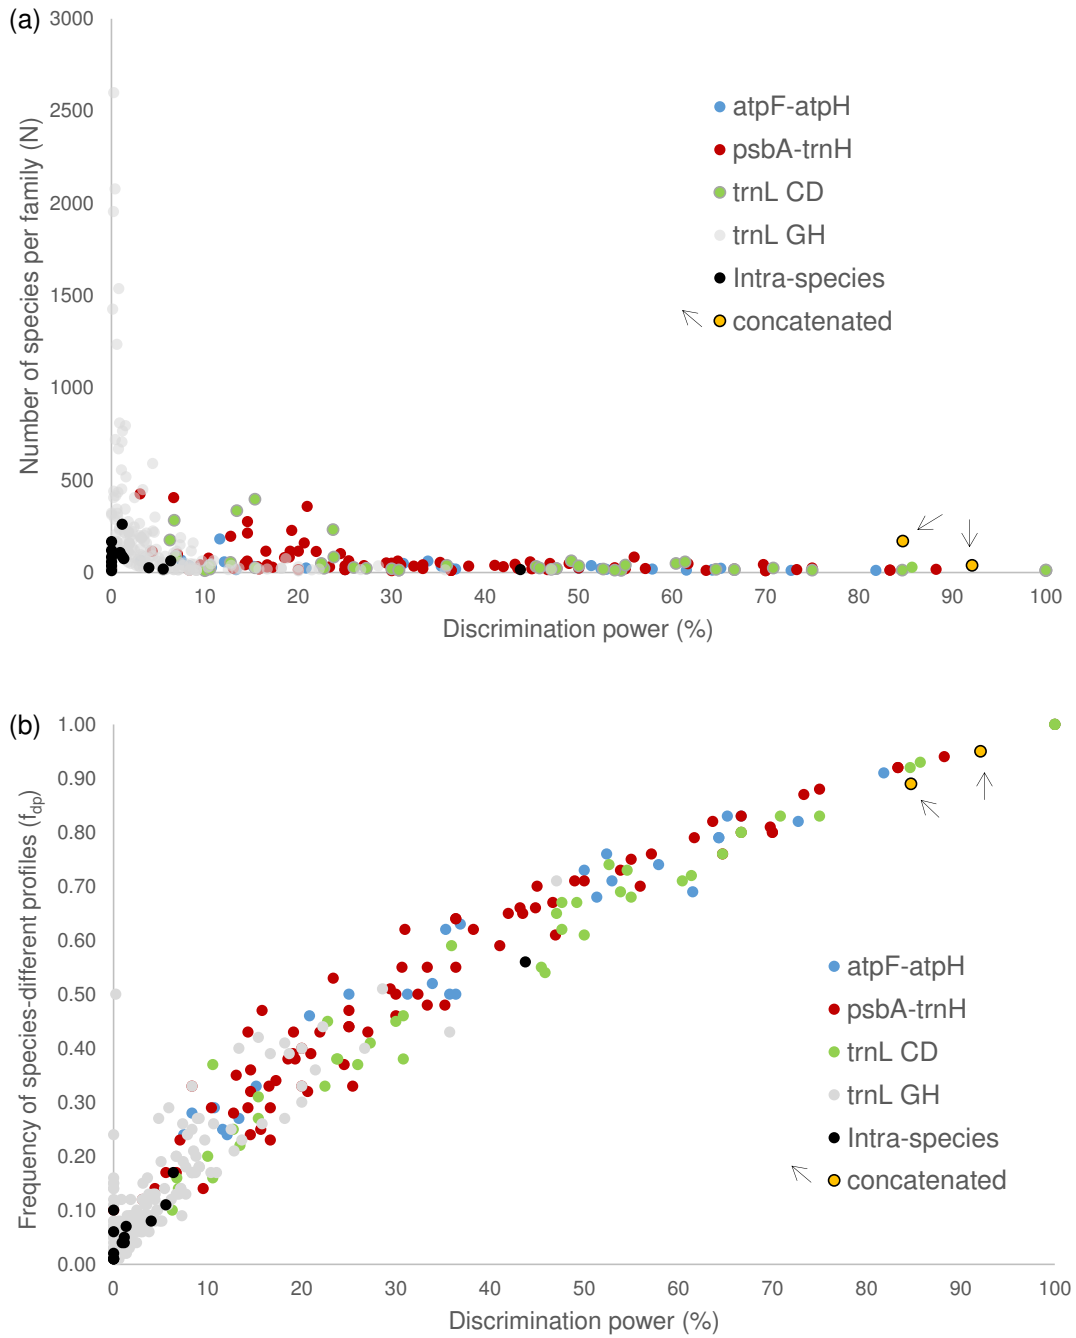 (a)
Number of species per family (N)
3000
2500
2000
1500
1000
500
0
atpF-atpH
psbA-trnH
trnL CD
trnL GH
Intra-species
concatenated
0 10 20 30 40 50 60 70 80 90 100
Discrimination power (%)
(b)
Frequency of species-different profiles (fdp)
1.00
0.90
0.80
0.70
0.60
0.50
0.40
0.30
0.20
0.10
0.00
atpF-atpH
psbA-trnH
trnL CD
trnL GH
Intra-species
concatenated
0 10 20 30 40 50 60 70 80 90 100
Discrimination power (%)